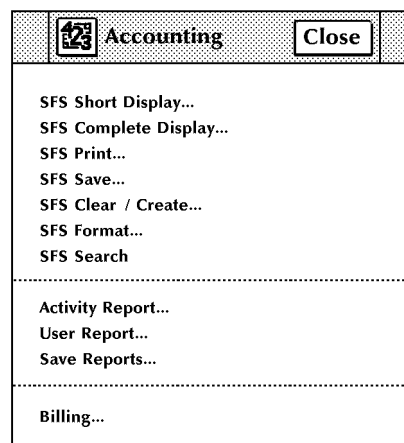 Accounting Close
SFS Short Display...
SFS Complete Display...
SFS Print...
SFS Save...
SFS Clear / Create...
SFS Format...
SFS Search
Activity Report...
User Report...
Save Reports...
Billing...